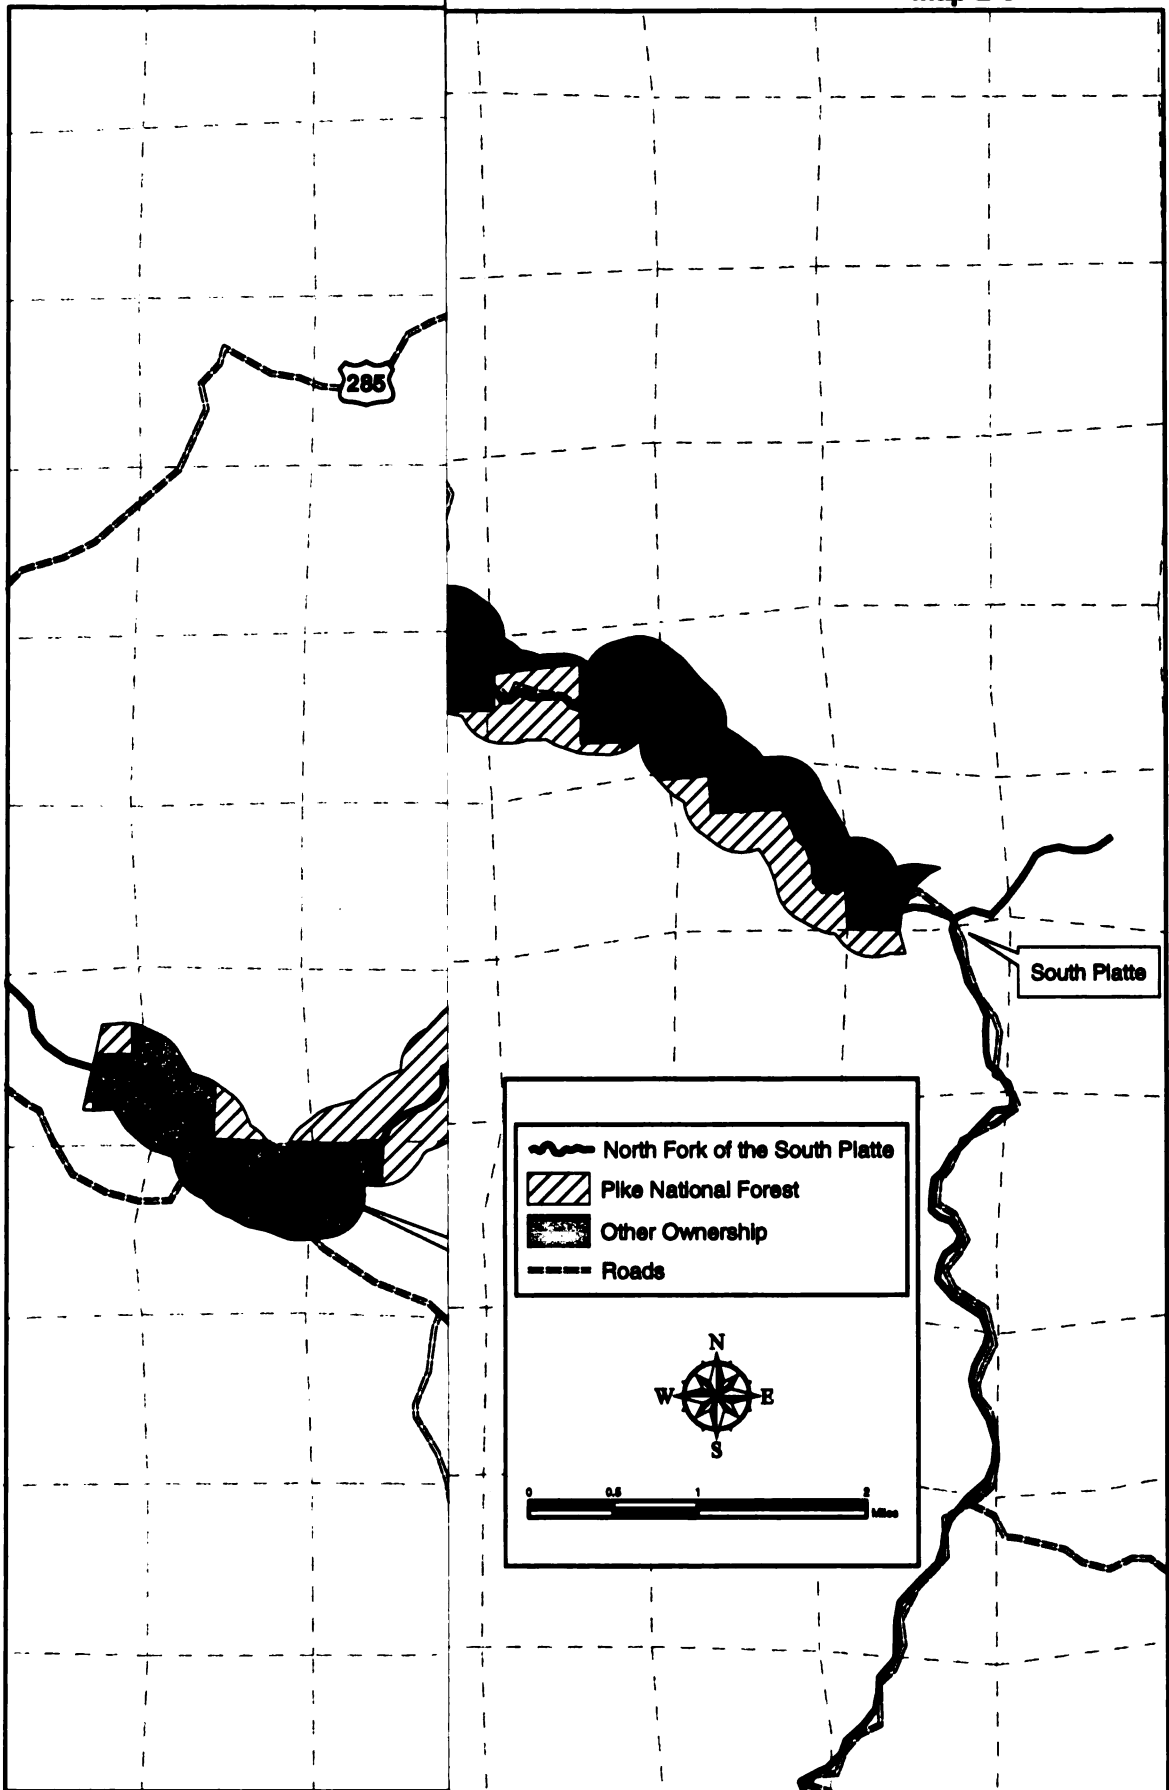 285
South Platte
North Fork of the South Platte
Pike National Forest
Other Ownership
Roads
N
W
E
S
0
0.5
1
2
Miles